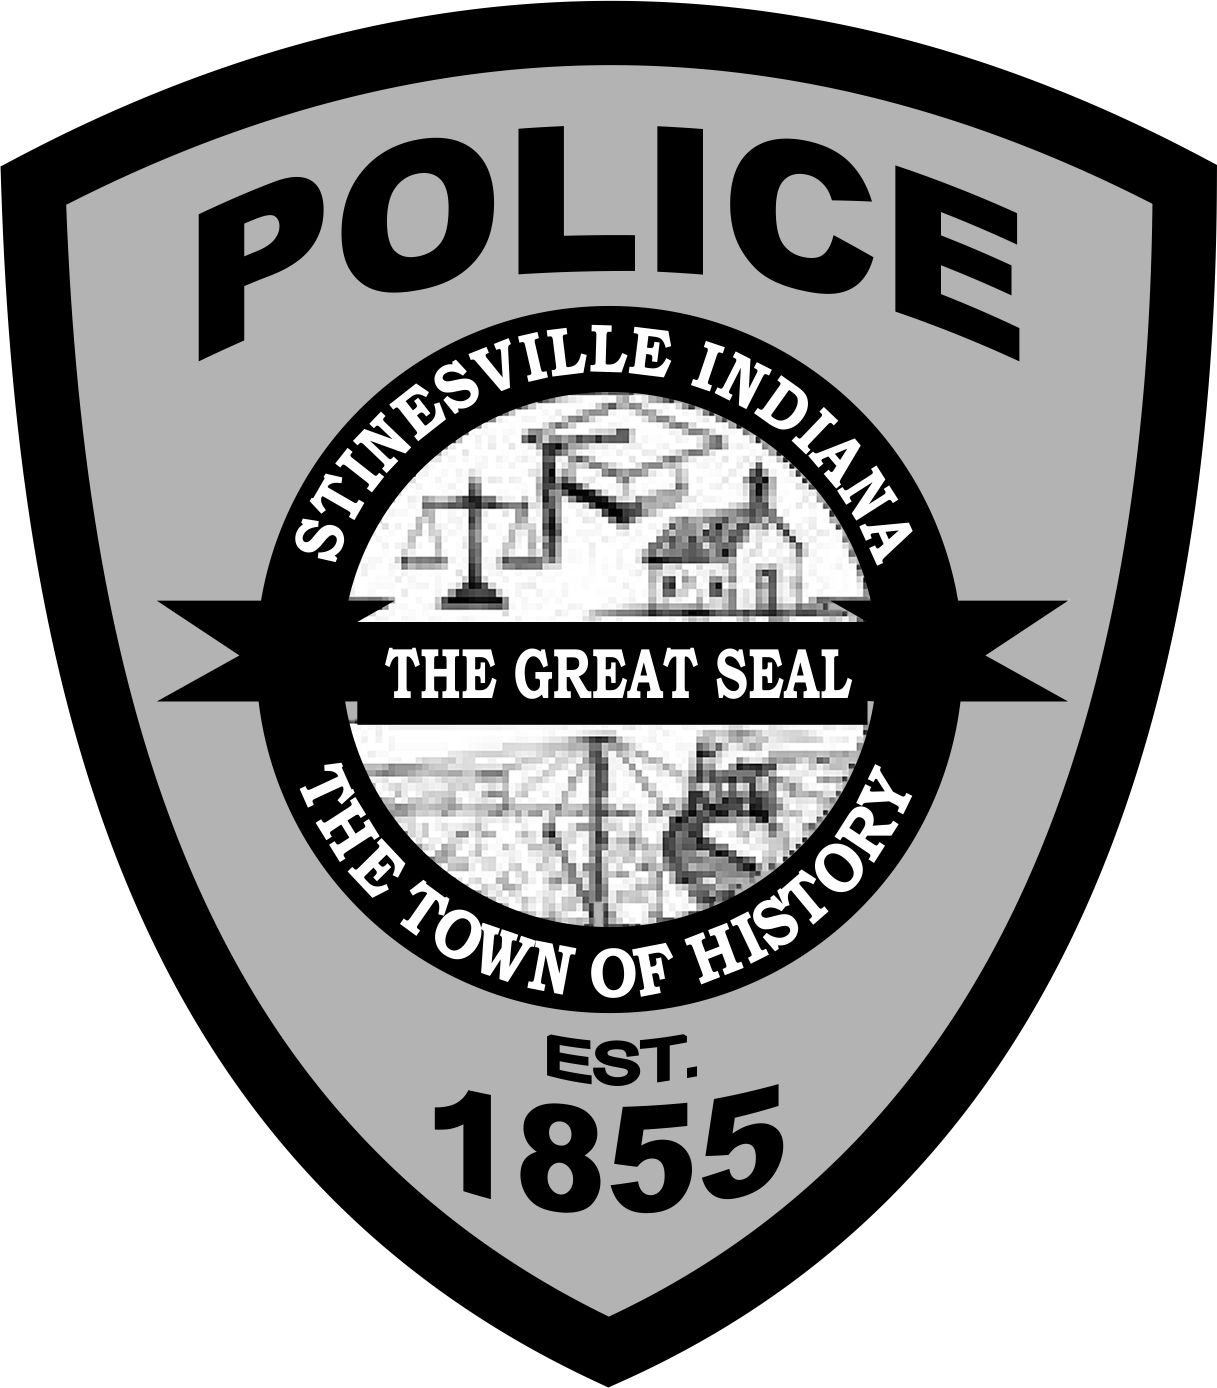 POLICE
STINESVILLE INDIANA
THE GREAT SEAL
THE TOWN OF HISTORY
EST.
1855